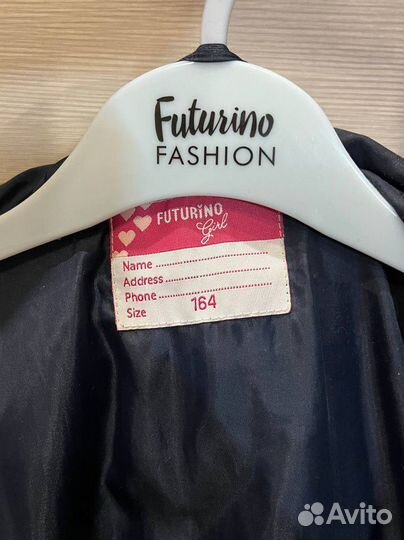 Futurino
FASHION
FUTURINO
Girl
Name
Address
Phone
Size 164
Avito